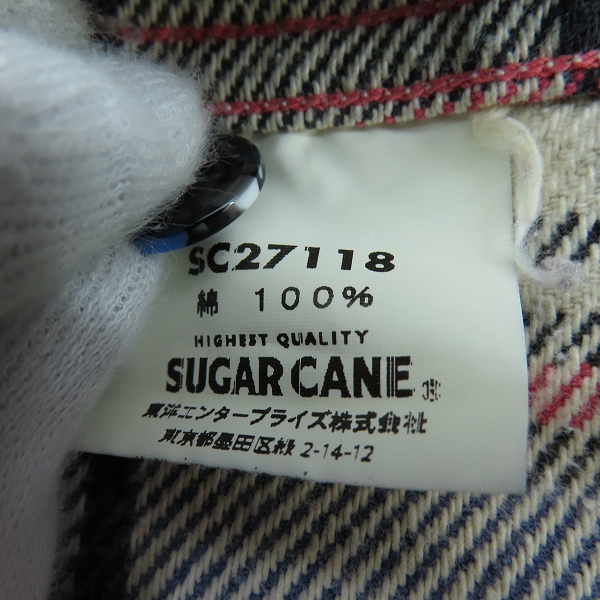 SC27118
綿 100%
HIGHEST QUALITY
SUGAR CANE ®
東洋エンタープライズ株式会社
東京都墨田区緑 2-14-12